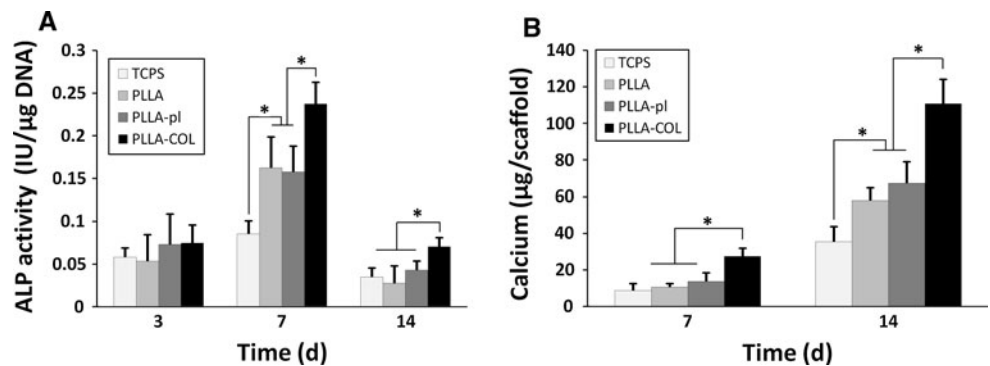 A
ALP activity (IU/µg DNA)
0.3
0.25
0.2
0.15
0.1
0.05
0
TCPS
PLLA
PLLA-pl
PLLA-COL
*
*
*
3 7 14
Time (d)
B
Calcium (µg/scaffold)
140
120
100
80
60
40
20
0
TCPS
PLLA
PLLA-pl
PLLA-COL
*
*
*
7 14
Time (d)